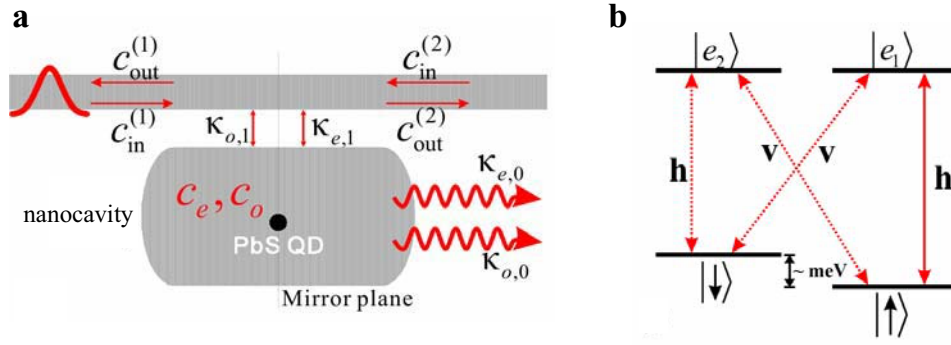 a
c_out^(1)
c_in^(2)
c_in^(1)
κ_o,1
κ_e,1
c_out^(2)
κ_e,0
c_e, c_o
nanocavity
PbS QD
κ_o,0
Mirror plane
b
|e_2⟩
|e_1⟩
h
v
v
h
~ meV
|↓⟩
|↑⟩